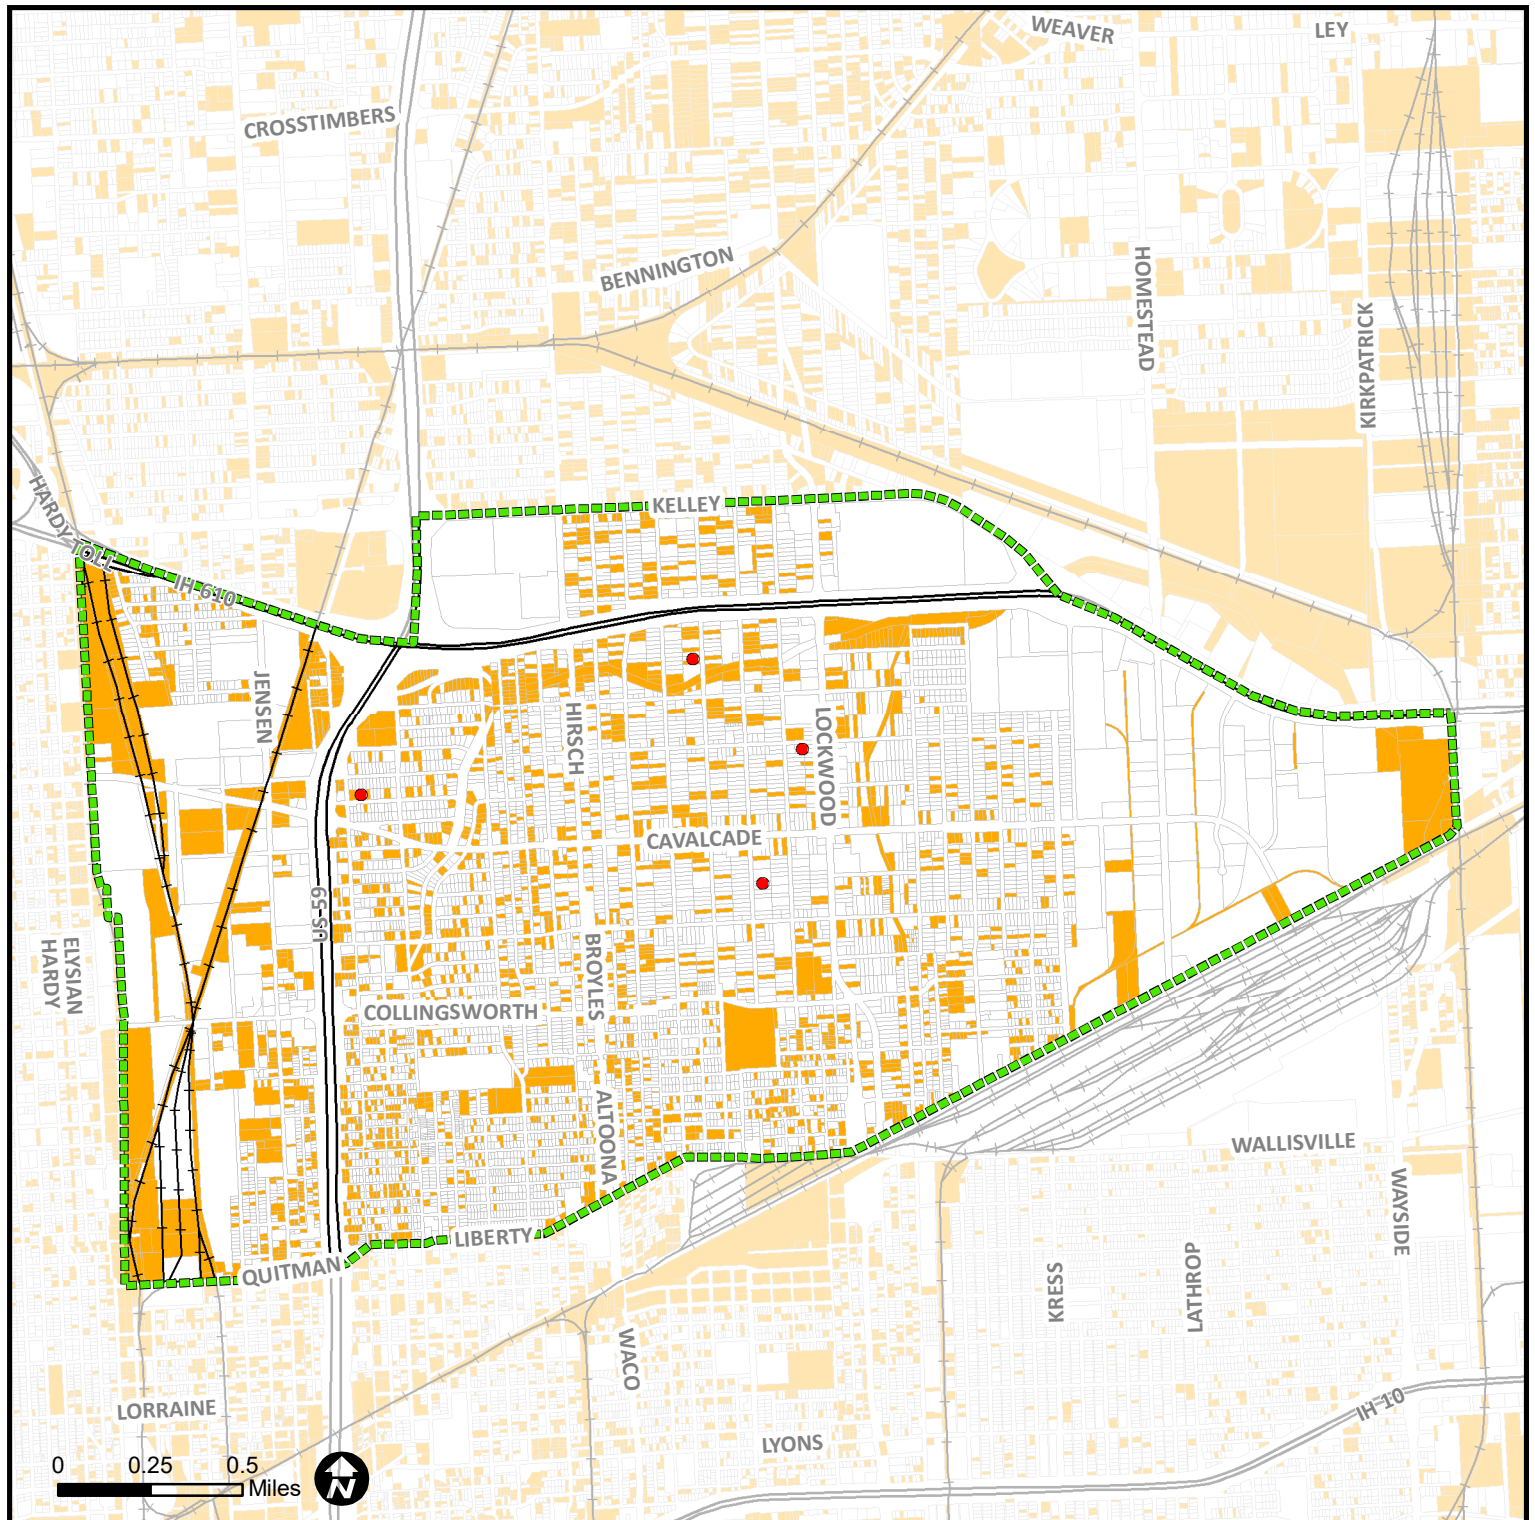 WEAVER
LEY
CROSSTIMBERS
BENNINGTON
HOMESTEAD
KIRKPATRICK
HARDY TOLL
KELLEY
IH 610
JENSEN
HIRSCH
LOCKWOOD
CAVALCADE
US-59
ELYSIAN
HARDY
BROYLES
COLLINGSWORTH
ALTOONA
WALLISVILLE
WAYSIDE
LIBERTY
QUITMAN
KRESS
LATHROP
WACO
LORRAINE
IH 10
LYONS
0 0.25 0.5
Miles
N